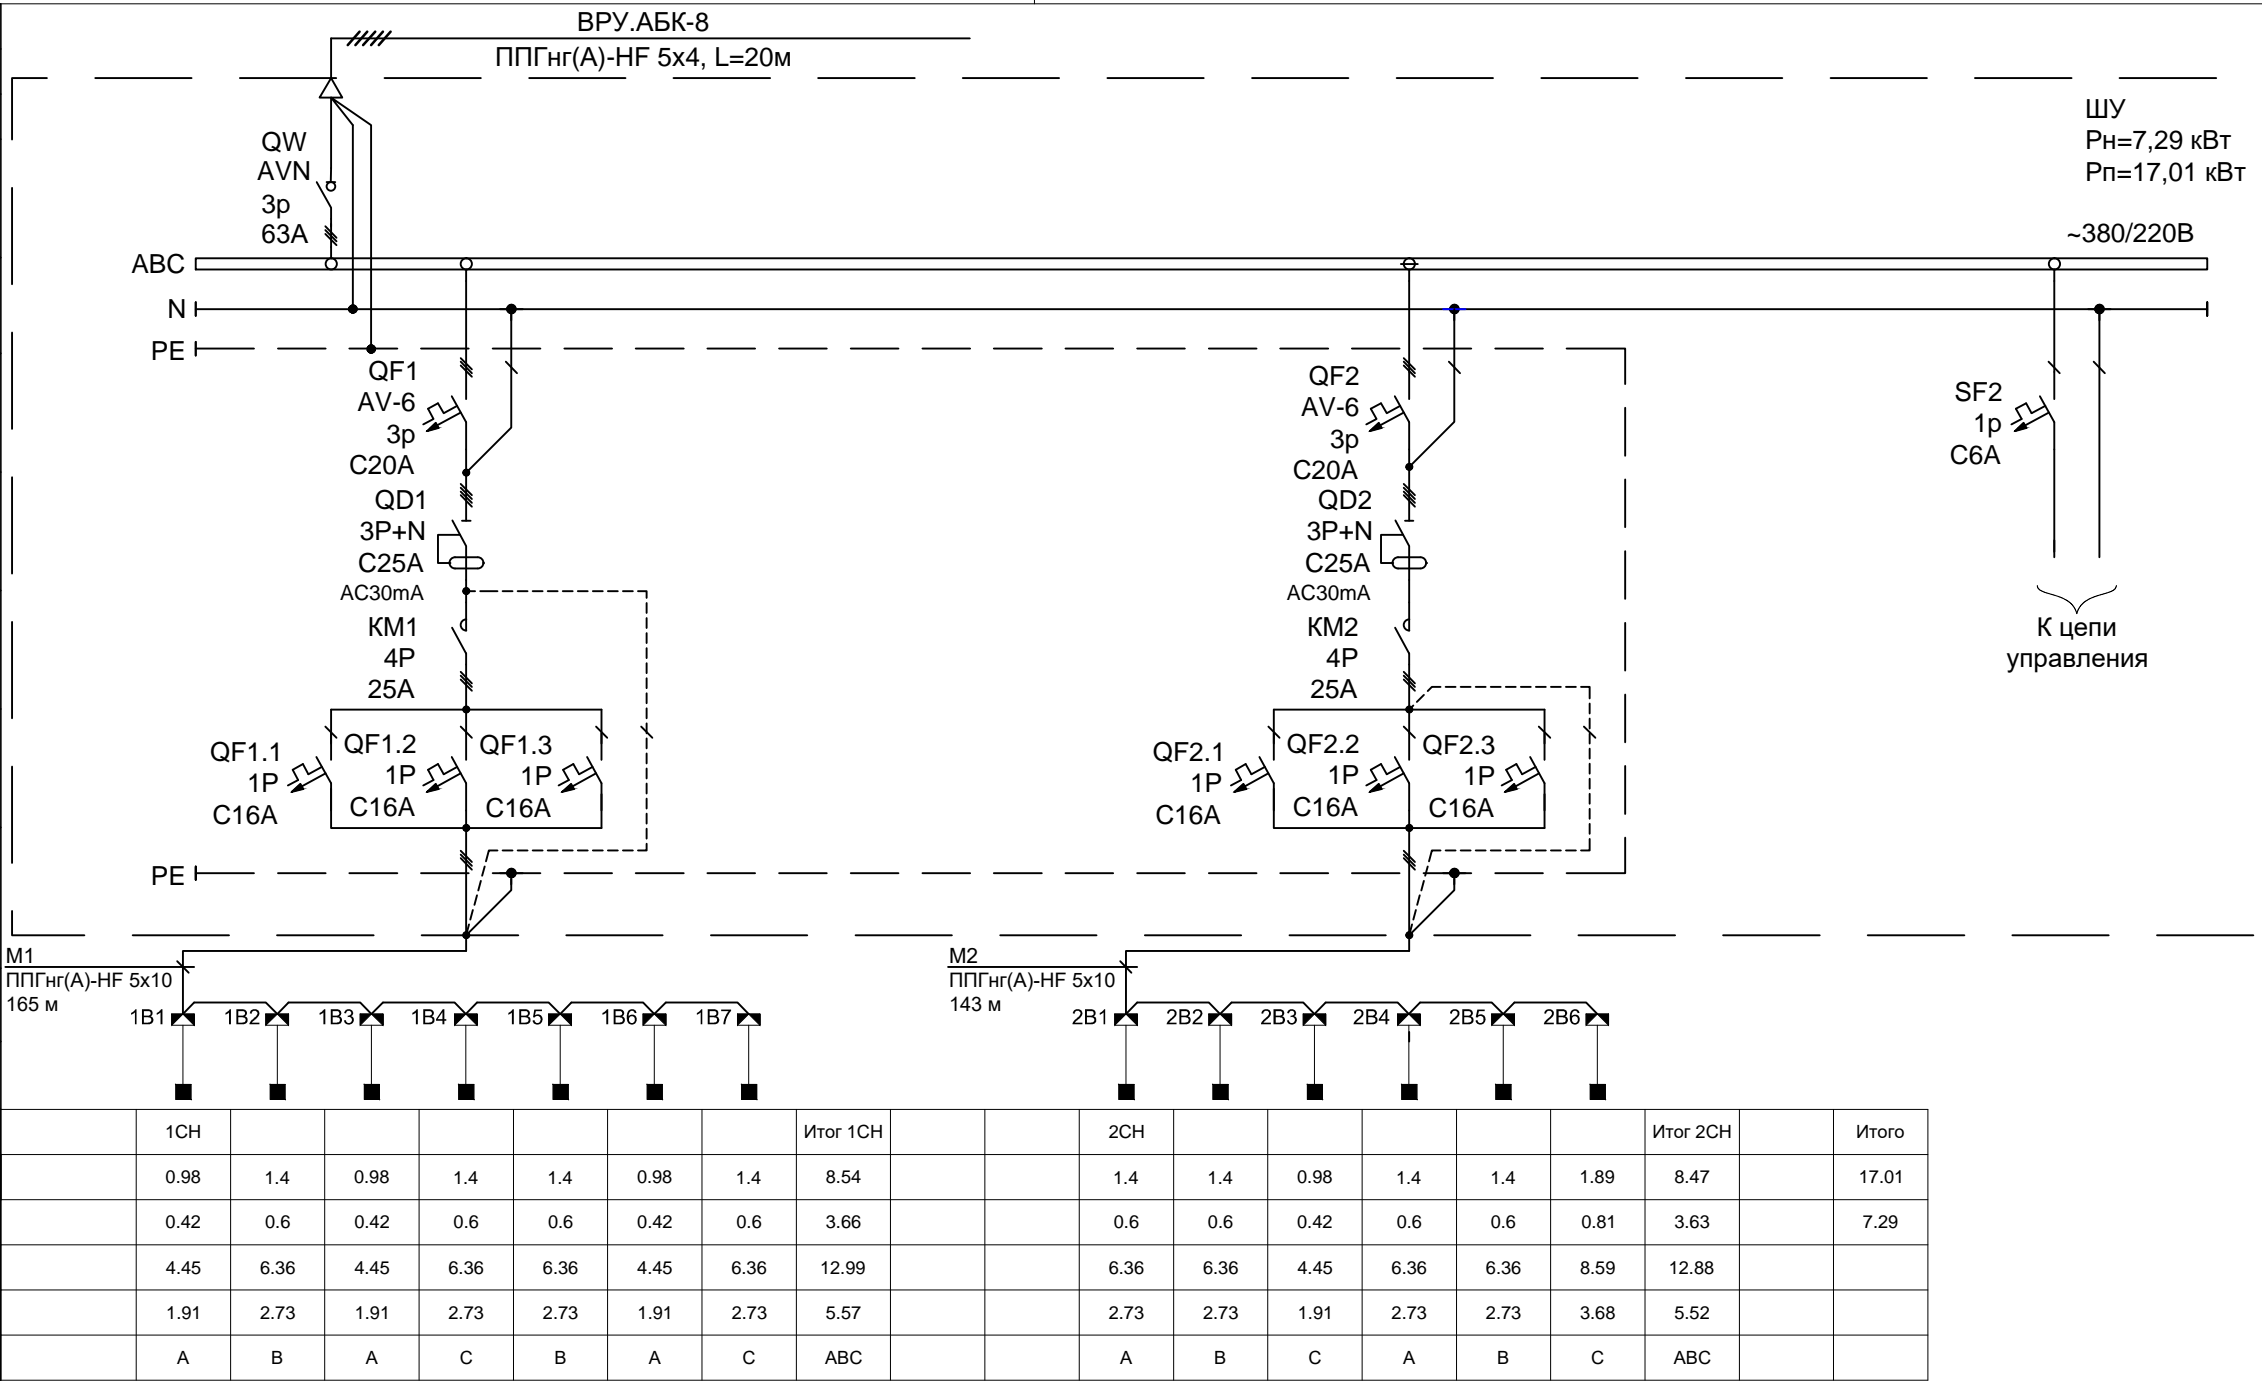 ВРУ.АБК-8
ППГнг(А)-HF 5x4, L=20м
ШУ
Рн=7,29 кВт
Рп=17,01 кВт
QW
AVN
3р
63А
~380/220В
ABC
N
PE
QF1
AV-6
3р
C20A
QD1
3P+N
C25A
AC30mA
КМ1
4Р
25А
QF1.1
1P
C16A
QF1.2
1P
C16A
QF1.3
1P
C16A
QF2
AV-6
3р
C20A
QD2
3P+N
C25A
AC30mA
КМ2
4Р
25А
QF2.1
1P
C16A
QF2.2
1P
C16A
QF2.3
1P
C16A
SF2
1р
C6A
К цепи
управления
PE
М1
ППГнг(А)-HF 5x10
165 м
М2
ППГнг(А)-HF 5x10
143 м
1В1 1В2 1В3 1В4 1В5 1В6 1В7 2В1 2В2 2В3 2В4 2В5 2В6
1СН Итог 1СН 2СН Итог 2СН Итого
0.98 1.4 0.98 1.4 1.4 0.98 1.4 8.54 1.4 1.4 0.98 1.4 1.4 1.89 8.47 17.01
0.42 0.6 0.42 0.6 0.6 0.42 0.6 3.66 0.6 0.6 0.42 0.6 0.6 0.81 3.63 7.29
4.45 6.36 4.45 6.36 6.36 4.45 6.36 12.99 6.36 6.36 4.45 6.36 6.36 8.59 12.88
1.91 2.73 1.91 2.73 2.73 1.91 2.73 5.57 2.73 2.73 1.91 2.73 2.73 3.68 5.52
A B A C B A C ABC A B C A B C ABC